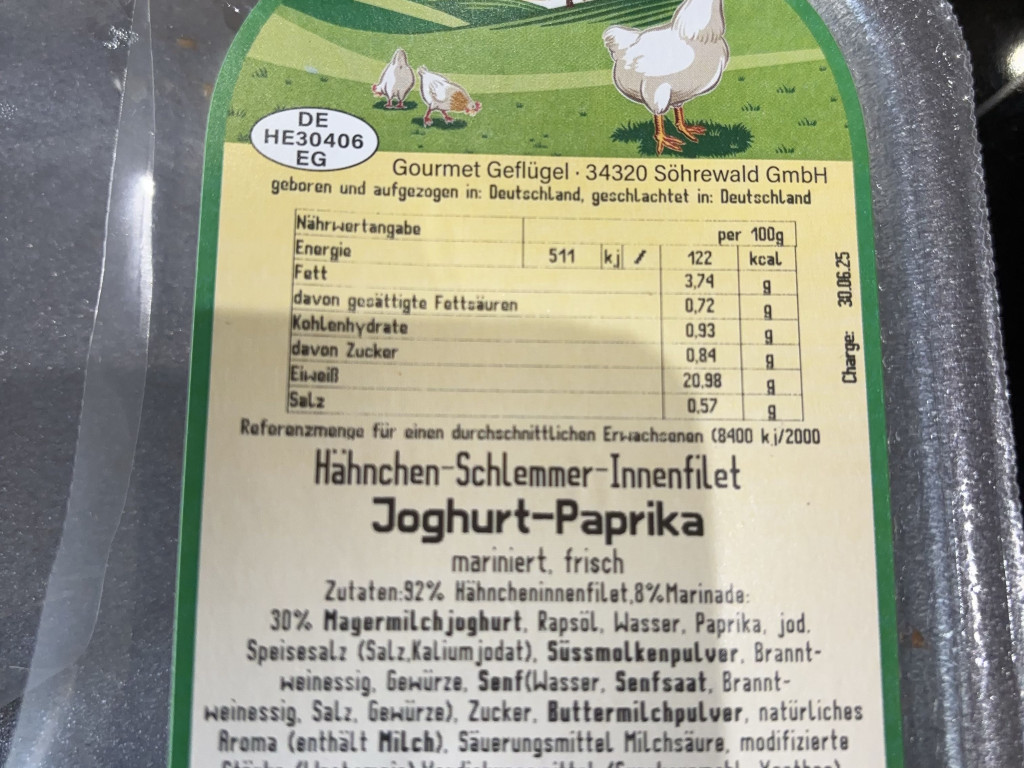 DE
HE30406
EG
Gourmet Geflügel · 34320 Söhrewald GmbH
geboren und aufgezogen in: Deutschland, geschlachtet in: Deutschland
Nährwertangabe per 100g
Energie 511 kj / 122 kcal
Fett 3,74 g
davon gesättigte Fettsäuren 0,72 g
Kohlenhydrate 0,93 g
davon Zucker 0,84 g
Eiweiß 20,98 g
Salz 0,57 g
Charge: 30.06.25
Referenzmenge für einen durchschnittlichen Erwachsenen (8400 kj/2000
Hähnchen-Schlemmer-Innenfilet
Joghurt-Paprika
mariniert, frisch
Zutaten:92% Hähncheninnenfilet,8%Marinade:
30% Magermilchjoghurt, Rapsöl, Wasser, Paprika, jod.
Speisesalz (Salz,Kaliumjodat), Süssmolkenpulver, Brannt-
weinessig, Gewürze, Senf(Wasser, Senfsaat, Brannt-
weinessig, Salz, Gewürze), Zucker, Buttermilchpulver, natürliches
Aroma (enthält Milch), Säuerungsmittel Milchsäure, modifizierte